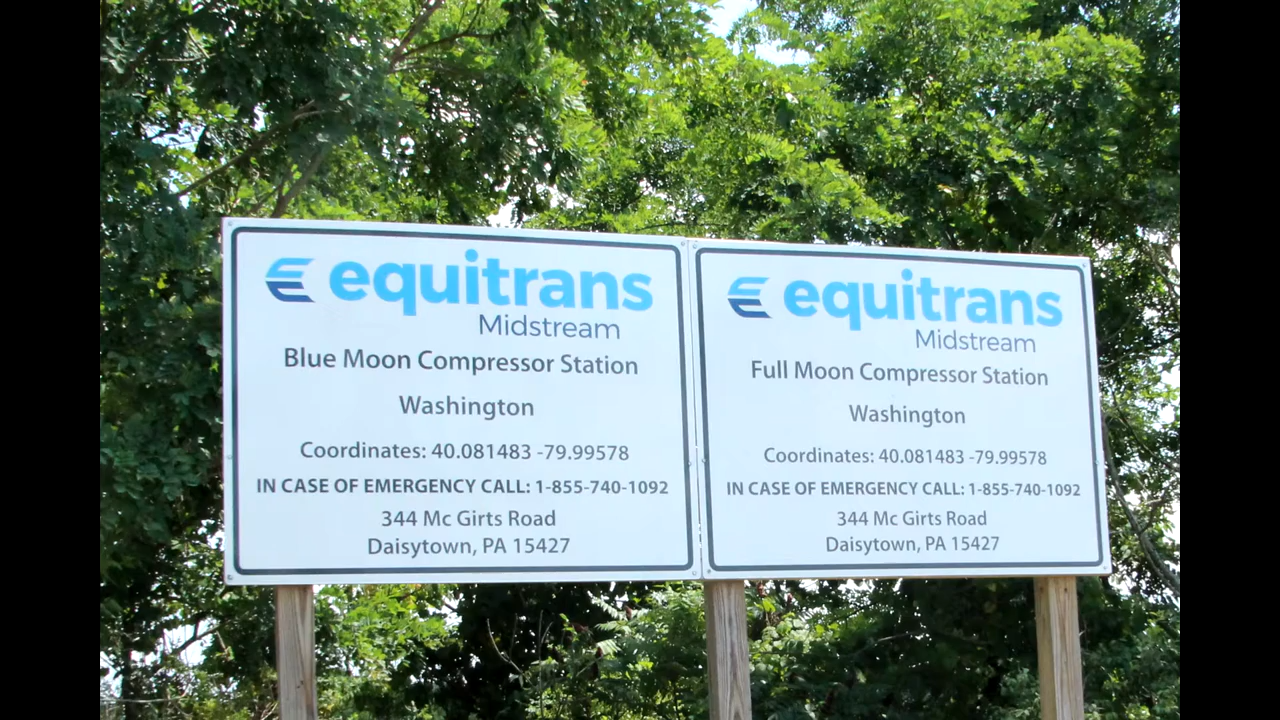 equitrans
Midstream
Blue Moon Compressor Station
Washington
Coordinates: 40.081483 -79.99578
IN CASE OF EMERGENCY CALL: 1-855-740-1092
344 Mc Girts Road
Daisytown, PA 15427
equitrans
Midstream
Full Moon Compressor Station
Washington
Coordinates: 40.081483 -79.99578
IN CASE OF EMERGENCY CALL: 1-855-740-1092
344 Mc Girts Road
Daisytown, PA 15427